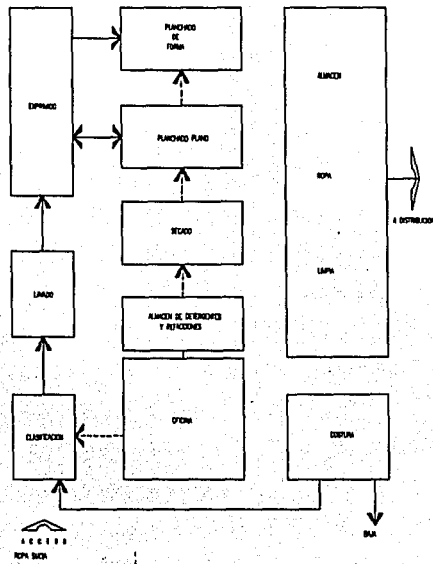 PLANCHADO
DE
FORMA
EXPRIMIDO
ALMACEN
PLANCHADO PLANO
ROPA
A DISTRIBUCION
SECADO
LIMPIA
LAVADO
ALMACEN DE DETERGENTES
Y REFACCIONES
OFICINA
CLASIFICACION
COSTURA
BAJA
ACCESO
ROPA SUCIA